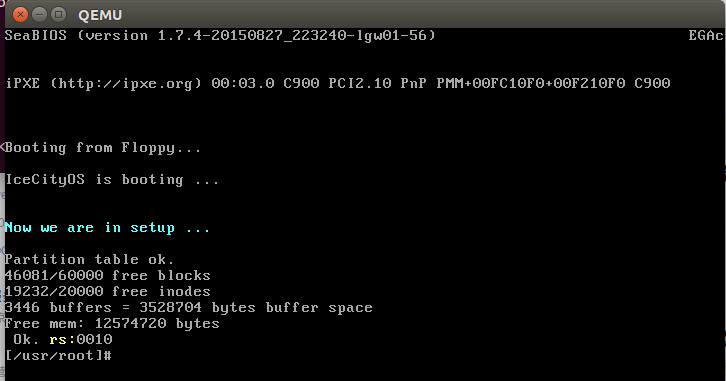 QEMU
SeaBIOS (version 1.7.4-20150827_223240-lgw01-56)
EGAc
iPXE (http://ipxe.org) 00:03.0 C900 PCI2.10 PnP PMM+00FC10F0+00F210F0 C900
Booting from Floppy...
IceCityOS is booting ...
Now we are in setup ...
Partition table ok.
46081/60000 free blocks
19232/20000 free inodes
3446 buffers = 3528704 bytes buffer space
Free mem: 12574720 bytes
Ok. rs:0010
[/usr/root]#